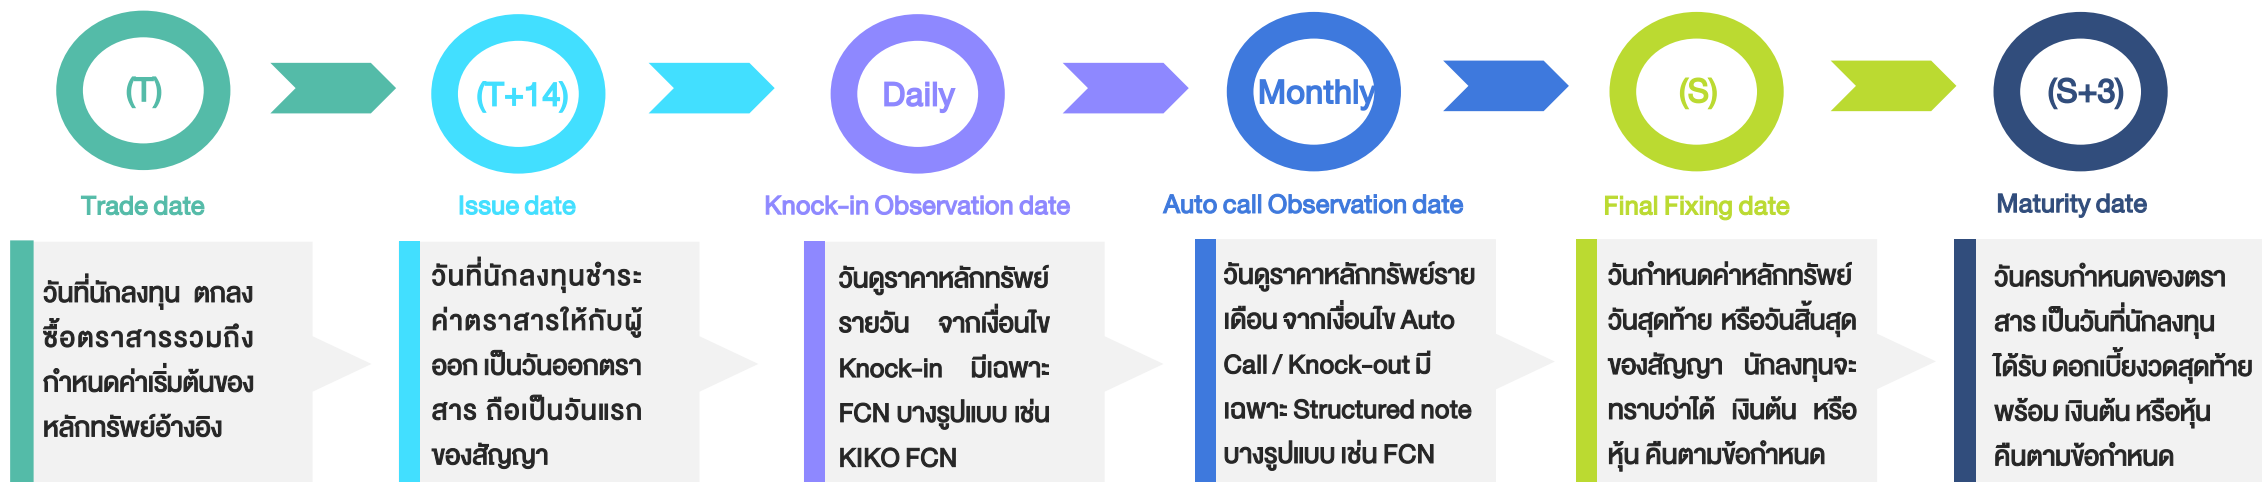 (T)
(T+14)
Daily
Monthly
(S)
(S+3)
Trade date
Issue date
Knock-in Observation date
Auto call Observation date
Final Fixing date
Maturity date
วันที่นักลงทุน ตกลง
ซื้อตราสารรวมถึง
กำหนดค่าเริ่มต้นของ
หลักทรัพย์อ้างอิง
วันที่นักลงทุนชำระ
ค่าตราสารให้กับผู้
ออก เป็นวันออกตรา
สาร ถือเป็นวันแรก
ของสัญญา
วันดูราคาหลักทรัพย์
รายวัน จากเงื่อนไข
Knock-in มีเฉพาะ
FCN บางรูปแบบ เช่น
KIKO FCN
วันดูราคาหลักทรัพย์ราย
เดือน จากเงื่อนไข Auto
Call / Knock-out มี
เฉพาะ Structured note
บางรูปแบบ เช่น FCN
วันกำหนดค่าหลักทรัพย์
วันสุดท้าย หรือวันสิ้นสุด
ของสัญญา นักลงทุนจะ
ทราบว่าได้ เงินต้น หรือ
หุ้น คืนตามข้อกำหนด
วันครบกำหนดของตรา
สาร เป็นวันที่นักลงทุน
ได้รับ ดอกเบี้ยงวดสุดท้าย
พร้อม เงินต้น หรือหุ้น
คืนตามข้อกำหนด